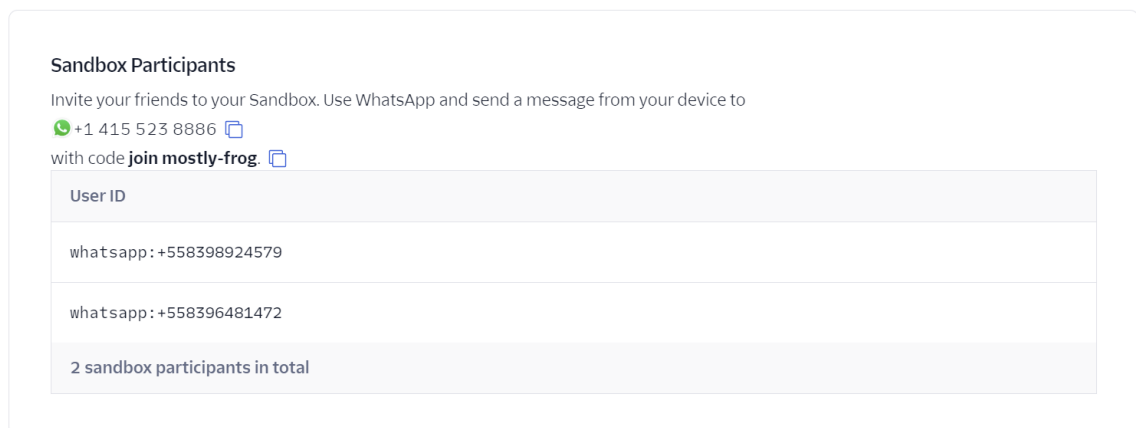 Sandbox Participants
Invite your friends to your Sandbox. Use WhatsApp and send a message from your device to
+1 415 523 8886
with code join mostly-frog.
User ID
whatsapp:+558398924579
whatsapp:+558396481472
2 sandbox participants in total